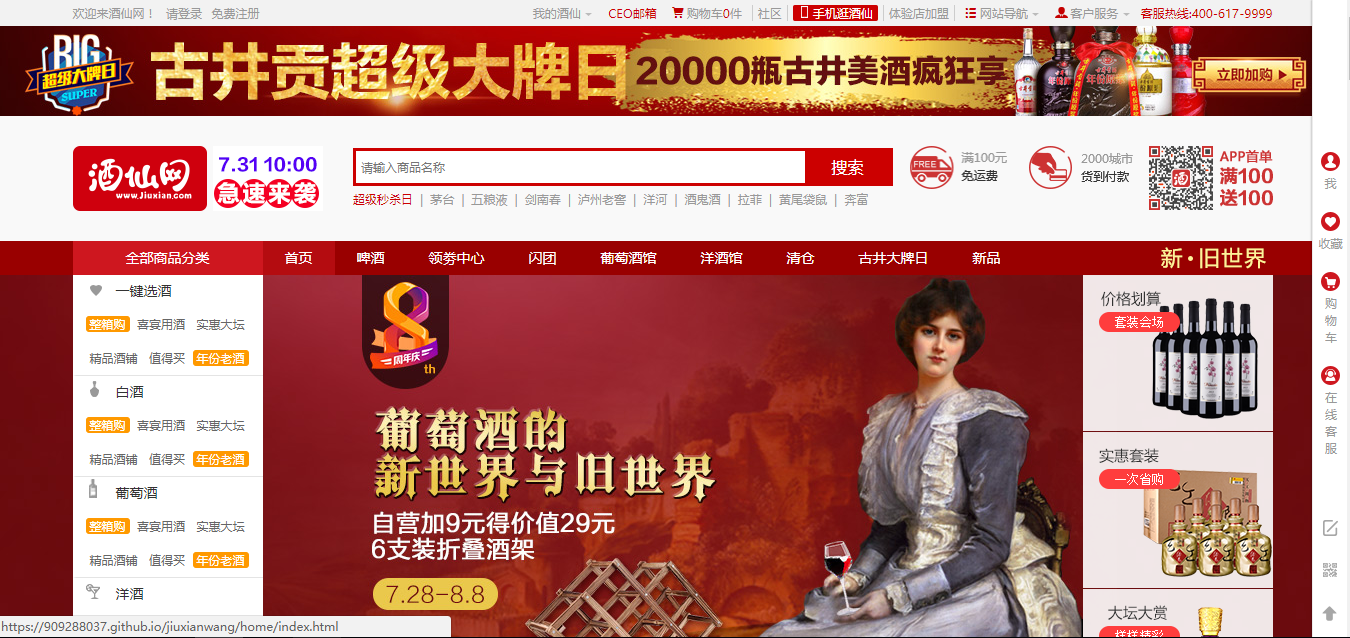 欢迎来酒仙网！ 请登录 免费注册 我的酒仙 CEO邮箱 购物车0件 社区 手机逛酒仙 体验店加盟 网站导航 客户服务 客服热线:400-617-9999
BIG
超级大牌日
SUPER
古井贡超级大牌日
20000瓶古井美酒疯狂享
立即加购
酒仙网
www.Jiuxian.com
7.31 10:00
急速来袭
请输入商品名称 搜索
超级秒杀日 | 茅台 | 五粮液 | 剑南春 | 泸州老窖 | 洋河 | 酒鬼酒 | 拉菲 | 黄尾袋鼠 | 奔富
FREE
满100元
免运费
2000城市
货到付款
酒
APP首单
满100
送100
全部商品分类 首页 啤酒 领券中心 闪团 葡萄酒馆 洋酒馆 清仓 古井大牌日 新品 新·旧世界
一键选酒
整箱购 喜宴用酒 实惠大坛
精品酒铺 值得买 年份老酒
白酒
整箱购 喜宴用酒 实惠大坛
精品酒铺 值得买 年份老酒
葡萄酒
整箱购 喜宴用酒 实惠大坛
精品酒铺 值得买 年份老酒
洋酒
8
周年庆
th
葡萄酒的
新世界与旧世界
自营加9元得价值29元
6支装折叠酒架
7.28-8.8
价格划算
套装会场
实惠套装
一次省购
大坛大赏
样样精彩
我
收藏
购物车
在线客服
https://909288037.github.io/jiuxianwang/home/index.html